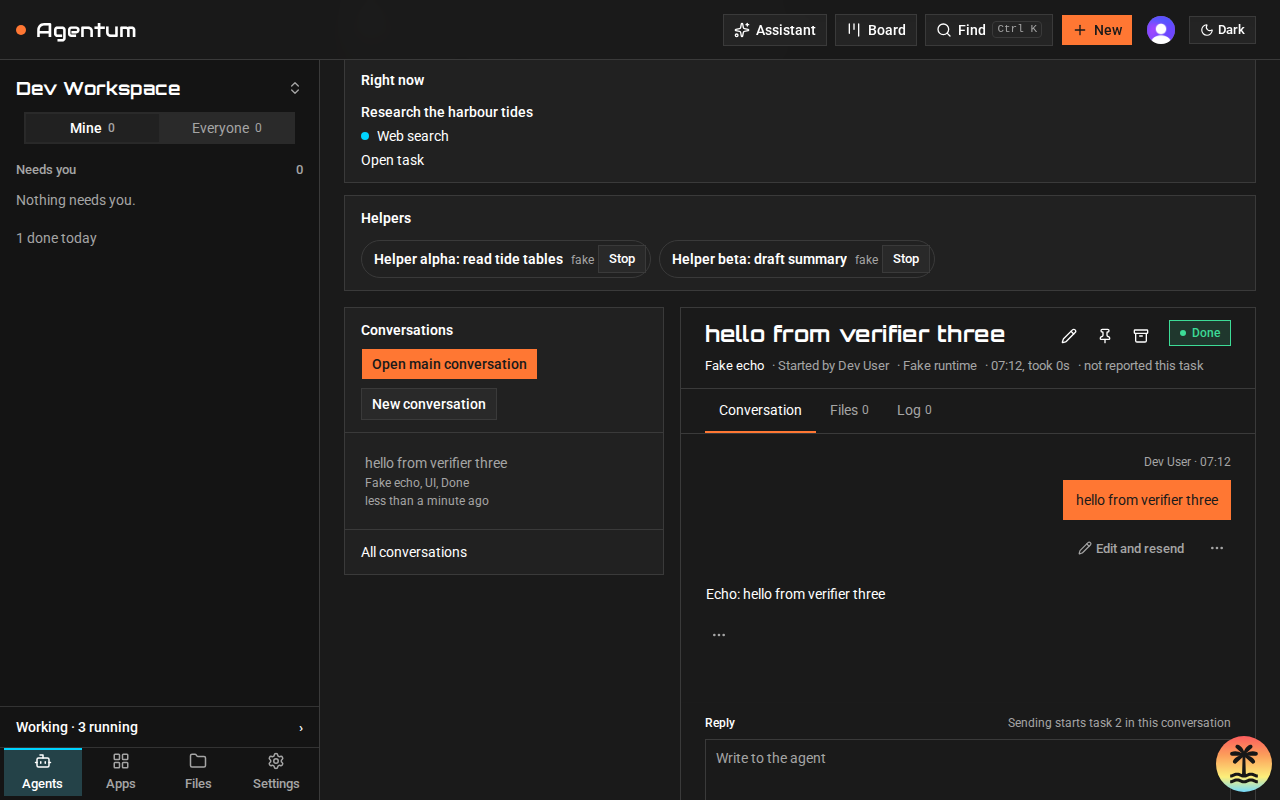 Agentum
Assistant
Board
Find Ctrl K
New
Dark
Dev Workspace
Mine 0
Everyone 0
Needs you 0
Nothing needs you.
1 done today
Working · 3 running ›
Agents
Apps
Files
Settings
Right now
Research the harbour tides
Web search
Open task
Helpers
Helper alpha: read tide tables fake Stop
Helper beta: draft summary fake Stop
Conversations
Open main conversation
New conversation
hello from verifier three
Fake echo, UI, Done
less than a minute ago
All conversations
hello from verifier three
Done
Fake echo · Started by Dev User · Fake runtime · 07:12, took 0s · not reported this task
Conversation
Files 0
Log 0
Dev User · 07:12
hello from verifier three
Edit and resend ···
Echo: hello from verifier three
···
Reply
Sending starts task 2 in this conversation
Write to the agent